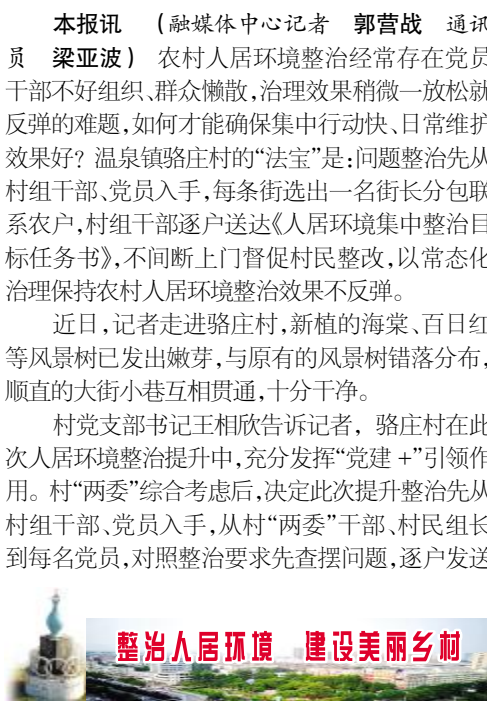 本报讯 （融媒体中心记者 郭营战 通讯
员 梁亚波） 农村人居环境整治经常存在党员
干部不好组织、群众懒散，治理效果稍微一放松就
反弹的难题，如何才能确保集中行动快、日常维护
效果好？温泉镇骆庄村的“法宝”是：问题整治先从
村组干部、党员入手，每条街选出一名街长分包联
系农户，村组干部逐户送达《人居环境集中整治目
标任务书》，不间断上门督促村民整改，以常态化
治理保持农村人居环境整治效果不反弹。
近日，记者走进骆庄村，新植的海棠、百日红
等风景树已发出嫩芽，与原有的风景树错落分布，
顺直的大街小巷互相贯通，十分干净。
村党支部书记王相欣告诉记者，骆庄村在此
次人居环境整治提升中，充分发挥“党建＋”引领作
用。村“两委”综合考虑后，决定此次提升整治先从
村组干部、党员入手，从村“两委”干部、村民组长
到每名党员，对照整治要求先查摆问题，逐户发送
整治人居环境 建设美丽乡村